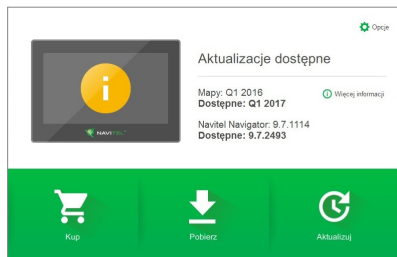 Opcje
Aktualizacje dostępne
Mapy: Q1 2016
Dostępne: Q1 2017
Więcej informacji
Navitel Navigator: 9.7.1114
Dostępne: 9.7.2493
NAVITEL
Kup
Pobierz
Aktualizuj